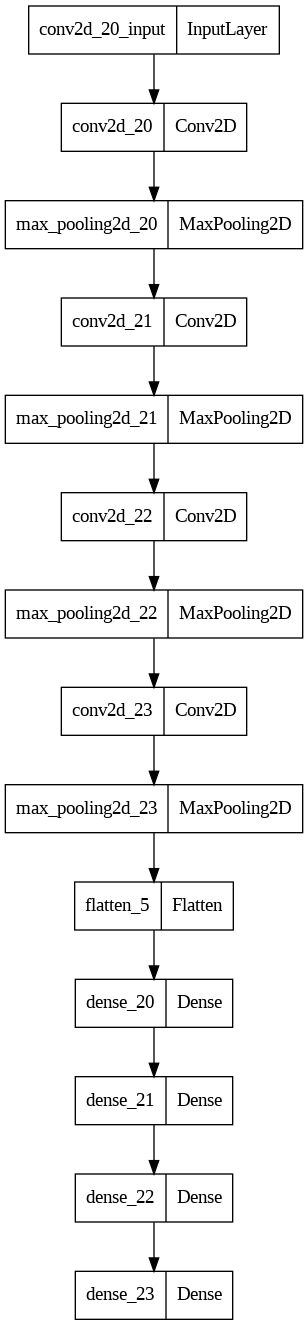 conv2d_20_input InputLayer
conv2d_20 Conv2D
max_pooling2d_20 MaxPooling2D
conv2d_21 Conv2D
max_pooling2d_21 MaxPooling2D
conv2d_22 Conv2D
max_pooling2d_22 MaxPooling2D
conv2d_23 Conv2D
max_pooling2d_23 MaxPooling2D
flatten_5 Flatten
dense_20 Dense
dense_21 Dense
dense_22 Dense
dense_23 Dense